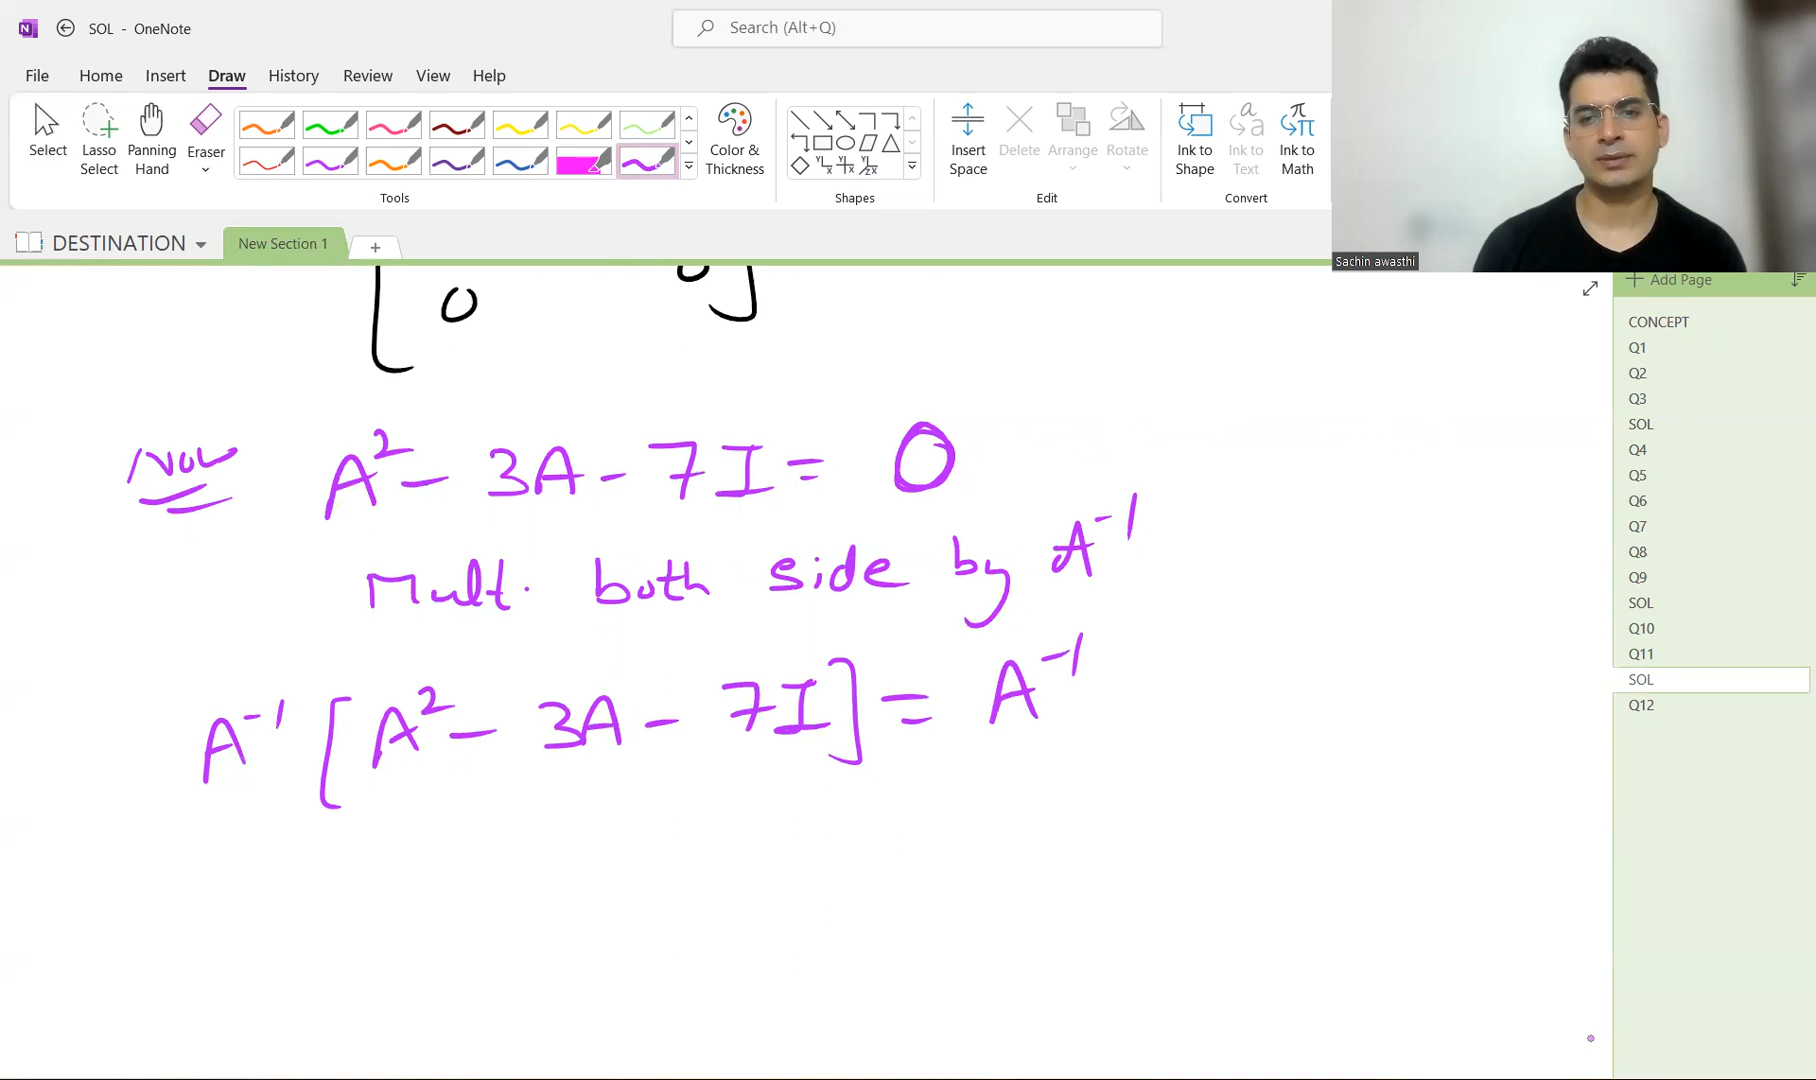 SOL - OneNote
Search (Alt+Q)
File Home Insert Draw History Review View Help
Select
Lasso Select
Panning Hand
Eraser
Color & Thickness
Insert Space
Delete
Arrange
Rotate
Ink to Shape
Ink to Text
Ink to Math
Tools
Shapes
Edit
Convert
Sachin awasthi
DESTINATION
New Section 1
Add Page
CONCEPT
Q1
Q2
Q3
SOL
Q4
Q5
Q6
Q7
Q8
Q9
SOL
Q10
Q11
SOL
Q12
0 0
Now A² - 3A - 7I = O
Mult. both side by A⁻¹
A⁻¹ [A² - 3A - 7I] = A⁻¹